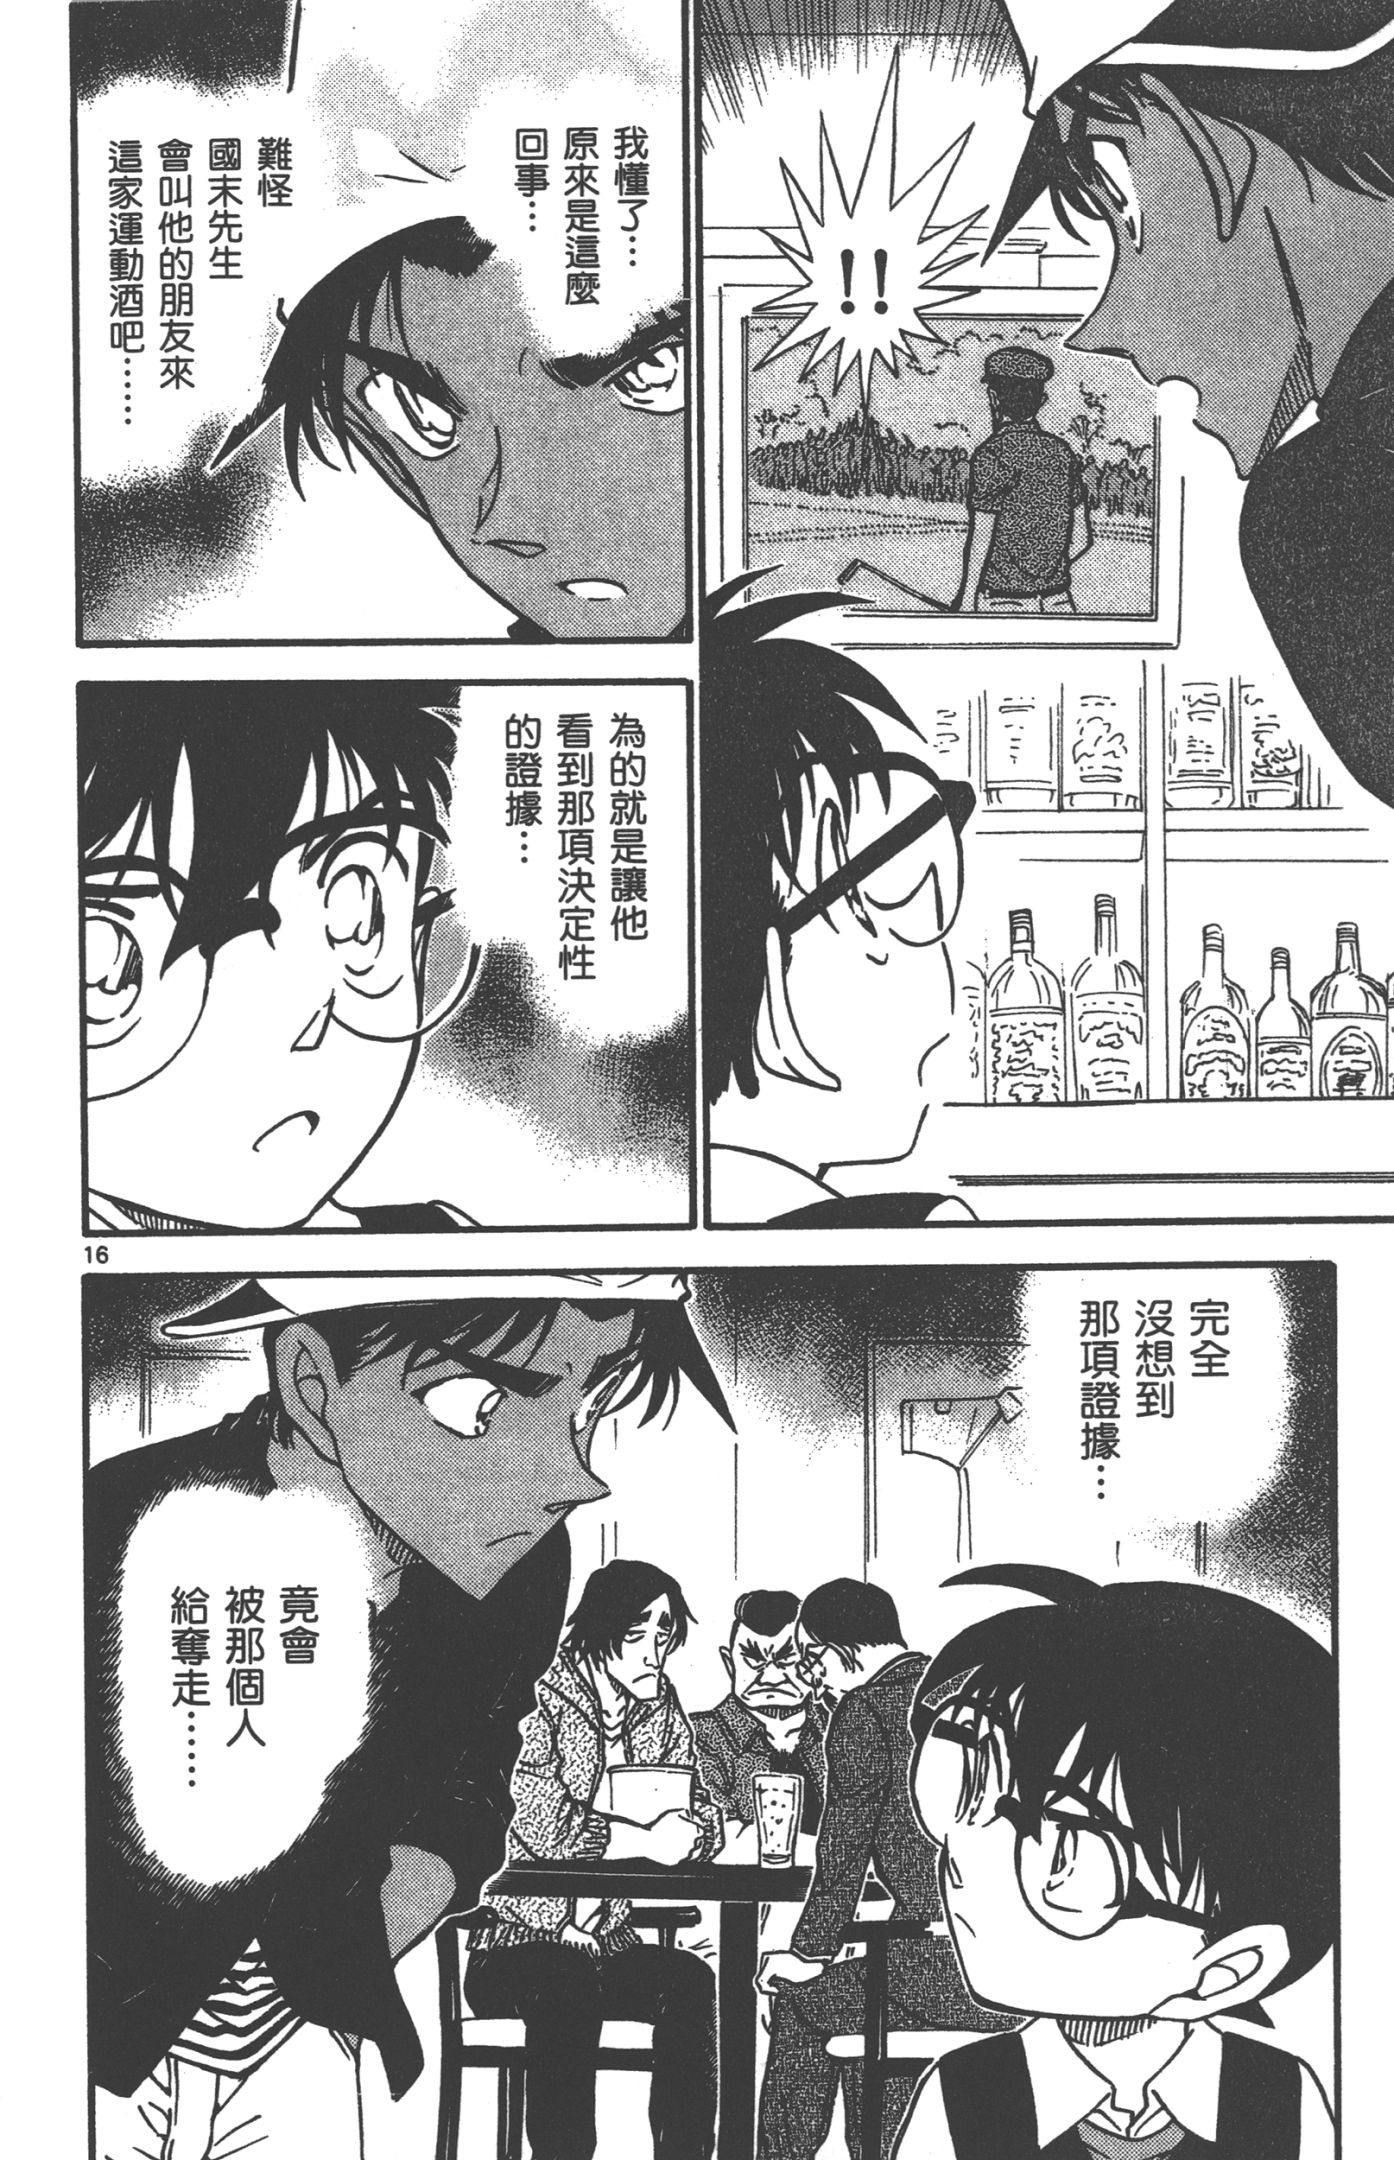 !!
我懂了…
原來是這麼
回事…
難怪
國末先生
會叫他的朋友來
這家運動酒吧……
為的就是讓他
看到那項決定性
的證據…
16
完全
沒想到
那項證據…
竟會
被那個人
給奪走……